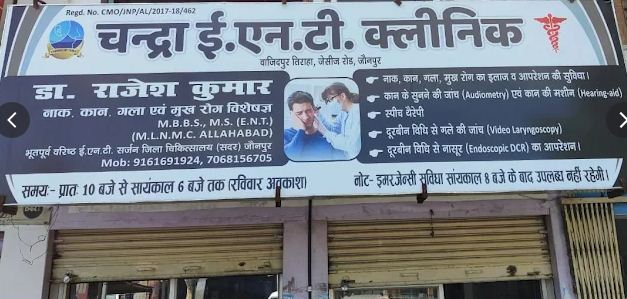 Regd. No. CMO/JNP/AL/2017-18/462
चन्द्रा ई.एन.टी. क्लीनिक
वाजिदपुर तिराहा, जेसीज रोड, जौनपुर
डा. राजेश कुमार
नाक, कान, गला एवं मुख रोग विशेषज्ञ
M.B.B.S., M.S. (E.N.T.)
(M.L.N.M.C. ALLAHABAD)
भूतपूर्व वरिष्ठ ई.एन.टी. सर्जन जिला चिकित्सालय (सदर) जौनपुर
Mob: 9161691924, 7068156705
नाक, कान, गला, मुख रोग का इलाज व आपरेशन की सुविधा।
कान के सुनने की जांच (Audiometry) एवं कान की मशीन (Hearing-aid)
स्पीच थैरेपी
दूरबीन विधि से गले की जांच (Video Laryngoscopy)
दूरबीन विधि से नासूर (Endoscopic DCR) का आपरेशन।
समय:- प्रातः 10 बजे से सायंकाल 6 बजे तक (रविवार अवकाश)
नोट- इमरजेन्सी सुविधा सांयकाल 8 बजे के बाद उपलब्ध नहीं रहेगी।